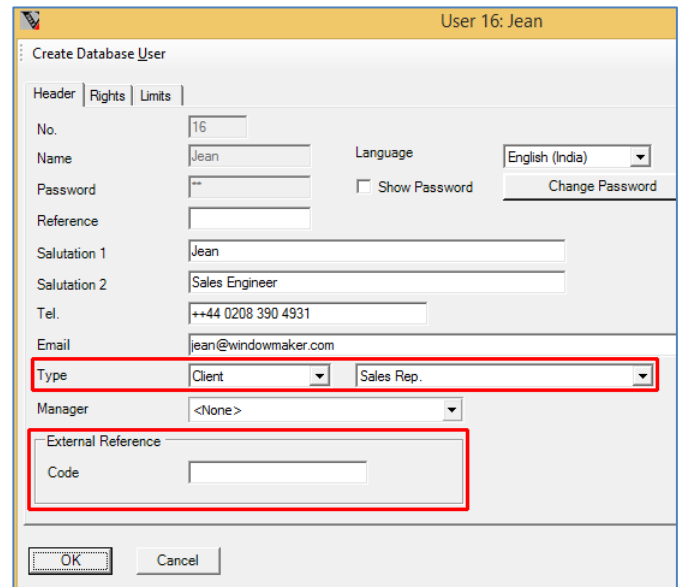 User 16: Jean
Create Database User
Header Rights Limits
No. 16
Name Jean Language English (India)
Password ** Show Password Change Password
Reference
Salutation 1 Jean
Salutation 2 Sales Engineer
Tel. ++44 0208 390 4931
Email jean@windowmaker.com
Type Client Sales Rep.
Manager <None>
External Reference
Code
OK Cancel